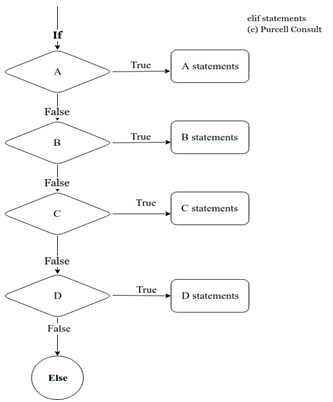 elif statements
(c) Purcell Consult
If
A
True
A statements
False
B
True
B statements
False
C
True
C statements
False
D
True
D statements
False
Else